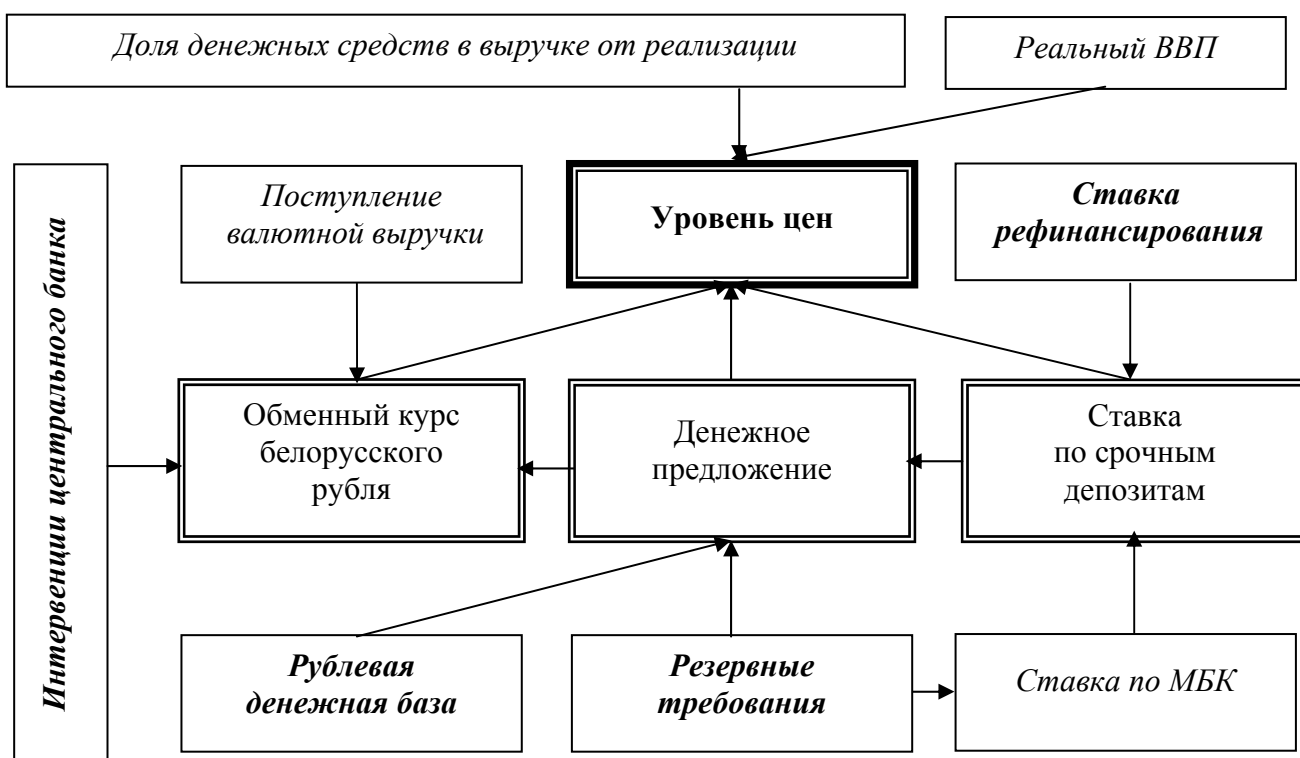 Доля денежных средств в выручке от реализации
Реальный ВВП
Интервенции центрального банка
Поступление
валютной выручки
Уровень цен
Ставка
рефинансирования
Обменный курс
белорусского
рубля
Денежное
предложение
Ставка
по срочным
депозитам
Рублевая
денежная база
Резервные
требования
Ставка по МБК